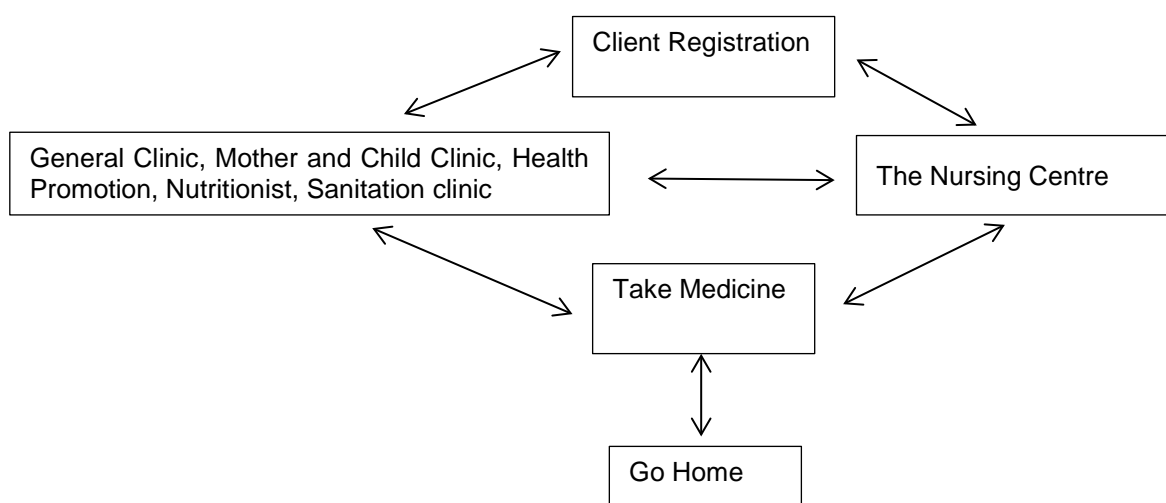 Client Registration
General Clinic, Mother and Child Clinic, Health
Promotion, Nutritionist, Sanitation clinic
The Nursing Centre
Take Medicine
Go Home